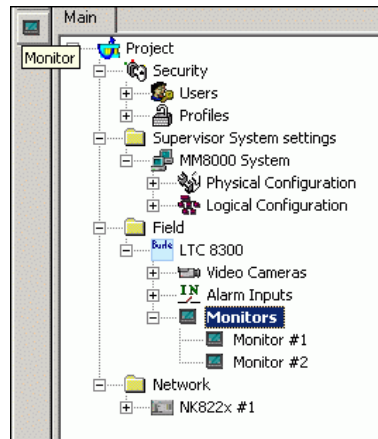 Main
Monitor
Project
Security
Users
Profiles
Supervisor System settings
MM8000 System
Physical Configuration
Logical Configuration
Field
Burle LTC 8300
Video Cameras
IN Alarm Inputs
Monitors
Monitor #1
Monitor #2
Network
NK822x #1